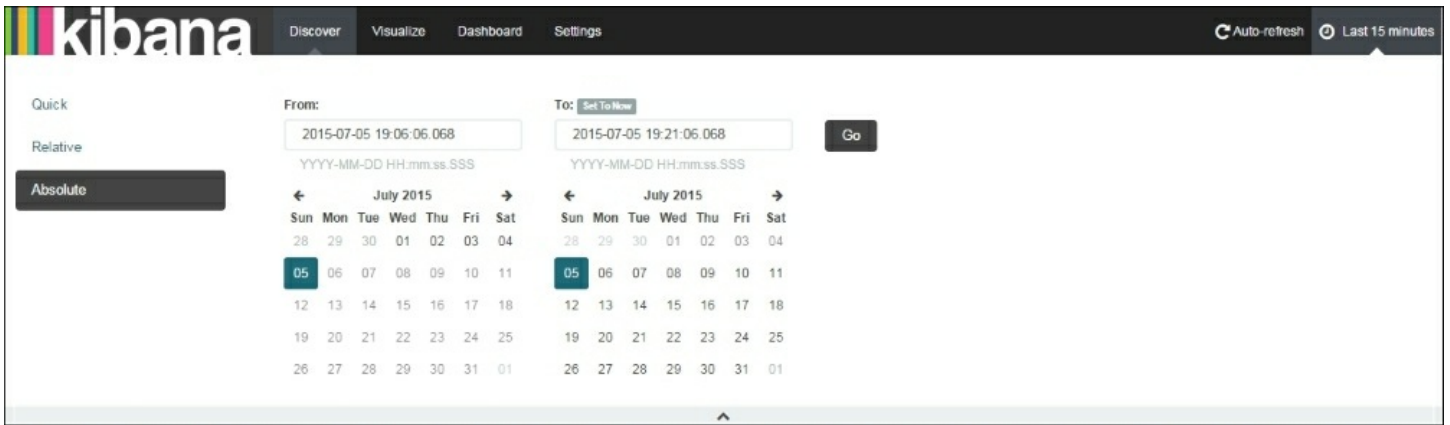 kibana Discover Visualize Dashboard Settings Auto-refresh Last 15 minutes
Quick
Relative
Absolute
From:
2015-07-05 19:06:06.068
YYYY-MM-DD HH:mm:ss.SSS
July 2015
Sun Mon Tue Wed Thu Fri Sat
28 29 30 01 02 03 04
05 06 07 08 09 10 11
12 13 14 15 16 17 18
19 20 21 22 23 24 25
26 27 28 29 30 31 01
To: Set To Now
2015-07-05 19:21:06.068
YYYY-MM-DD HH:mm:ss.SSS
July 2015
Sun Mon Tue Wed Thu Fri Sat
28 29 30 01 02 03 04
05 06 07 08 09 10 11
12 13 14 15 16 17 18
19 20 21 22 23 24 25
26 27 28 29 30 31 01
Go